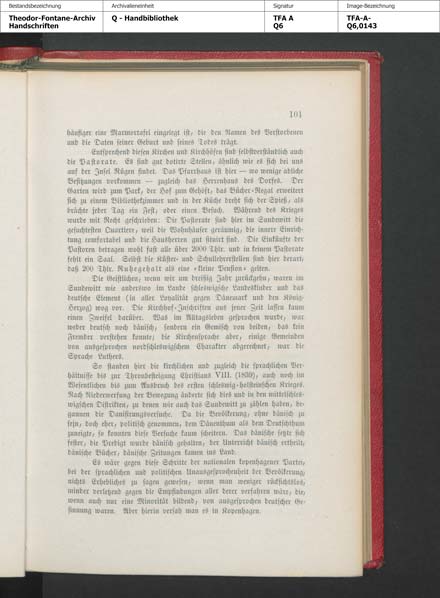 Bestandsbezeichnung
Archivalieneinheit
Signatur
Image-Bezeichnung
Theodor-Fontane-Archiv
Handschriften
Q - Handbibliothek
TFA A
Q6
TFA-A-
Q6,0143
101
häufiger eine Marmortafel eingelegt ist, die den Namen des Verstorbenen
und die Daten seiner Geburt und seines Todes trägt.
Entsprechend diesen Kirchen und Kirchhöfen sind selbstverständlich auch
die Pastorate. Es sind gut dotirte Stellen, ähnlich wie es sich bei uns
auf der Insel Rügen findet. Das Pfarrhaus ist hier — wo wenige adliche
Besitzungen vorkommen — zugleich das Herrenhaus des Dorfes. Der
Garten wird zum Park, der Hof zum Gehöft, das Bücher-Regal erweitert
sich zu einem Bibliothekzimmer und in der Küche dreht sich der Spieß, als
brächte jeder Tag ein Fest, oder einen Besuch. Während des Krieges
wurde mit Recht geschrieben: Die Pastorate sind hier im Sundewitt die
gesuchtesten Quartiere, weil die Wohnhäuser geräumig, die innere Einrich-
tung comfortabel und die Hausherren gut situirt sind. Die Einkünfte der
Pastoren betragen wohl fast alle über 2000 Thlr. und in keinem Pastorate
fehlt ein Saal. Selbst die Küster- und Schullehrerstellen sind hier derart,
daß 200 Thlr. Ruhegehalt als eine »kleine Pension« gelten.
Die Geistlichen, wenn wir um dreißig Jahr zurückgehn, waren im
Sundewitt wie anderswo im Lande schleswigsche Landeskinder und das
deutsche Element (in aller Loyalität gegen Dänemark und den König-
Herzog) wog vor. Die Kirchhof-Inschriften aus jener Zeit lassen kaum
einen Zweifel darüber. Was im Alltagsleben gesprochen wurde, war
weder deutsch noch dänisch, sondern ein Gemisch von beiden, das kein
Fremder verstehen konnte; die Kirchensprache aber, einige Gemeinden
von ausgesprochen nordschleswigschem Charakter abgerechnet, war die
Sprache Luthers.
So standen hier die kirchlichen und zugleich die sprachlichen Ver-
hältnisse bis zur Thronbesteigung Christians VIII. (1839), auch noch im
Wesentlichen bis zum Ausbruch des ersten schleswig-holsteinschen Krieges.
Nach Niederwerfung der Bewegung änderte sich dies und in den mittelschles-
wigschen Distrikten, zu denen wir auch das Sundewitt zu zählen haben, be-
gannen die Danisirungsversuche. Da die Bevölkerung, ohne dänisch zu
sein, doch eher, politisch genommen, dem Dänenthum als dem Deutschthum
zuneigte, so konnten diese Versuche kaum scheitern. Das dänische setzte sich
fester, die Predigt wurde dänisch gehalten, der Unterricht dänisch ertheilt,
dänische Bücher, dänische Zeitungen kamen ins Land.
Es wäre gegen diese Schritte der nationalen kopenhagener Partei,
bei der sprachlichen und politischen Unausgesprochenheit der Bevölkerung
nichts Erhebliches zu sagen gewesen; wenn man weniger rücksichtslos,
minder verletzend gegen die Empfindungen aller derer verfahren wäre, die,
wenn auch nur eine Minorität bildend, von ausgesprochen deutscher Ge-
sinnung waren. Aber hierin versah man es in Kopenhagen.